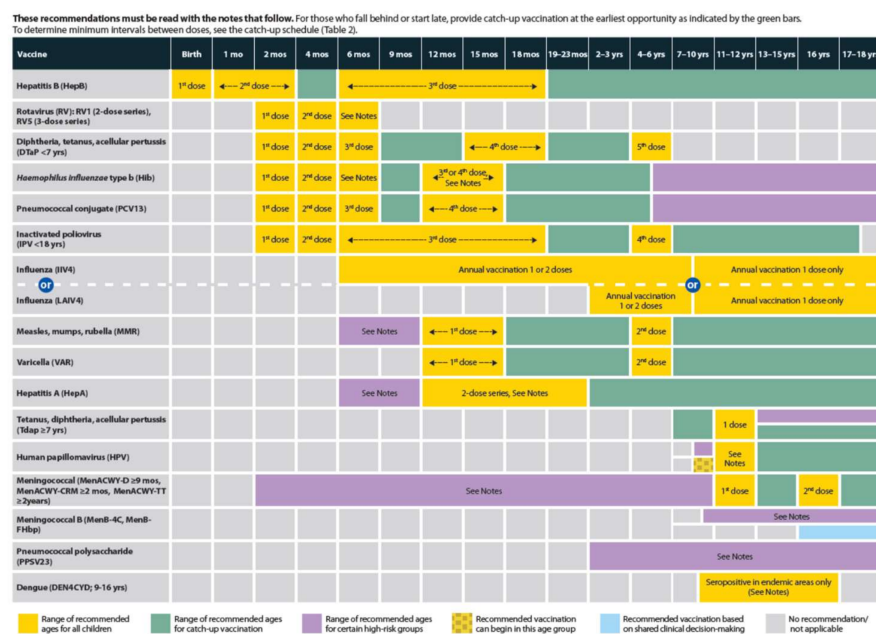 These recommendations must be read with the notes that follow. For those who fall behind or start late, provide catch-up vaccination at the earliest opportunity as indicated by the green bars.
To determine minimum intervals between doses, see the catch-up schedule (Table 2).
Vaccine Birth 1 mo 2 mos 4 mos 6 mos 9 mos 12 mos 15 mos 18 mos 19–23 mos 2–3 yrs 4–6 yrs 7–10 yrs 11–12 yrs 13–15 yrs 16 yrs 17–18 yr
Hepatitis B (HepB) 1st dose 2nd dose 3rd dose
Rotavirus (RV): RV1 (2-dose series),
RV5 (3-dose series)
1st dose 2nd dose See Notes
Diphtheria, tetanus, acellular pertussis
(DTaP <7 yrs)
1st dose 2nd dose 3rd dose 4th dose 5th dose
Haemophilus influenzae type b (Hib) 1st dose 2nd dose See Notes 3rd or 4th dose,
See Notes
Pneumococcal conjugate (PCV13) 1st dose 2nd dose 3rd dose 4th dose
Inactivated poliovirus
(IPV <18 yrs)
1st dose 2nd dose 3rd dose 4th dose
Influenza (IIV4) Annual vaccination 1 or 2 doses Annual vaccination 1 dose only
or or
Influenza (LAIV4) Annual vaccination
1 or 2 doses
Annual vaccination 1 dose only
Measles, mumps, rubella (MMR) See Notes 1st dose 2nd dose
Varicella (VAR) 1st dose 2nd dose
Hepatitis A (HepA) See Notes 2-dose series, See Notes
Tetanus, diphtheria, acellular pertussis
(Tdap ≥7 yrs)
1 dose
Human papillomavirus (HPV) See
Notes
Meningococcal (MenACWY-D ≥9 mos,
MenACWY-CRM ≥2 mos, MenACWY-TT
≥2years)
See Notes 1st dose 2nd dose
Meningococcal B (MenB-4C, MenB-
FHbp)
See Notes
Pneumococcal polysaccharide
(PPSV23)
See Notes
Dengue (DEN4CYD; 9-16 yrs) Seropositive in endemic areas only
(See Notes)
Range of recommended
ages for all children
Range of recommended ages
for catch-up vaccination
Range of recommended ages
for certain high-risk groups
Recommended vaccination
can begin in this age group
Recommended vaccination based
on shared clinical decision-making
No recommendation/
not applicable